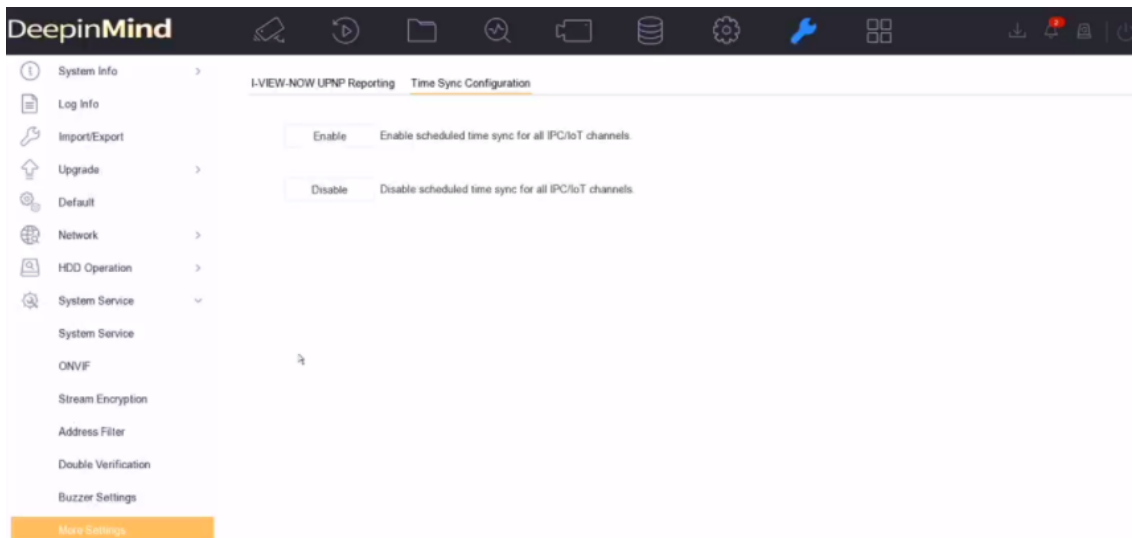 DeepinMind
2
System Info
I-VIEW-NOW UPNP Reporting Time Sync Configuration
Log Info
Enable Enable scheduled time sync for all IPC/IoT channels.
Import/Export
Upgrade
Disable Disable scheduled time sync for all IPC/IoT channels.
Default
Network
HDD Operation
System Service
System Service
ONVIF
Stream Encryption
Address Filter
Double Verification
Buzzer Settings
More Settings